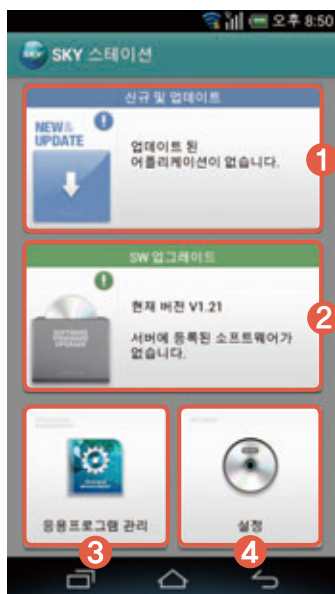 오후 8:50
SKY 스테이션
신규 및 업데이트
NEW &
UPDATE
업데이트 된
어플리케이션이 없습니다.
1
SW 업그레이드
현재 버전 V1.21
서버에 등록된 소프트웨어가
없습니다.
2
응용프로그램 관리
설정
3
4